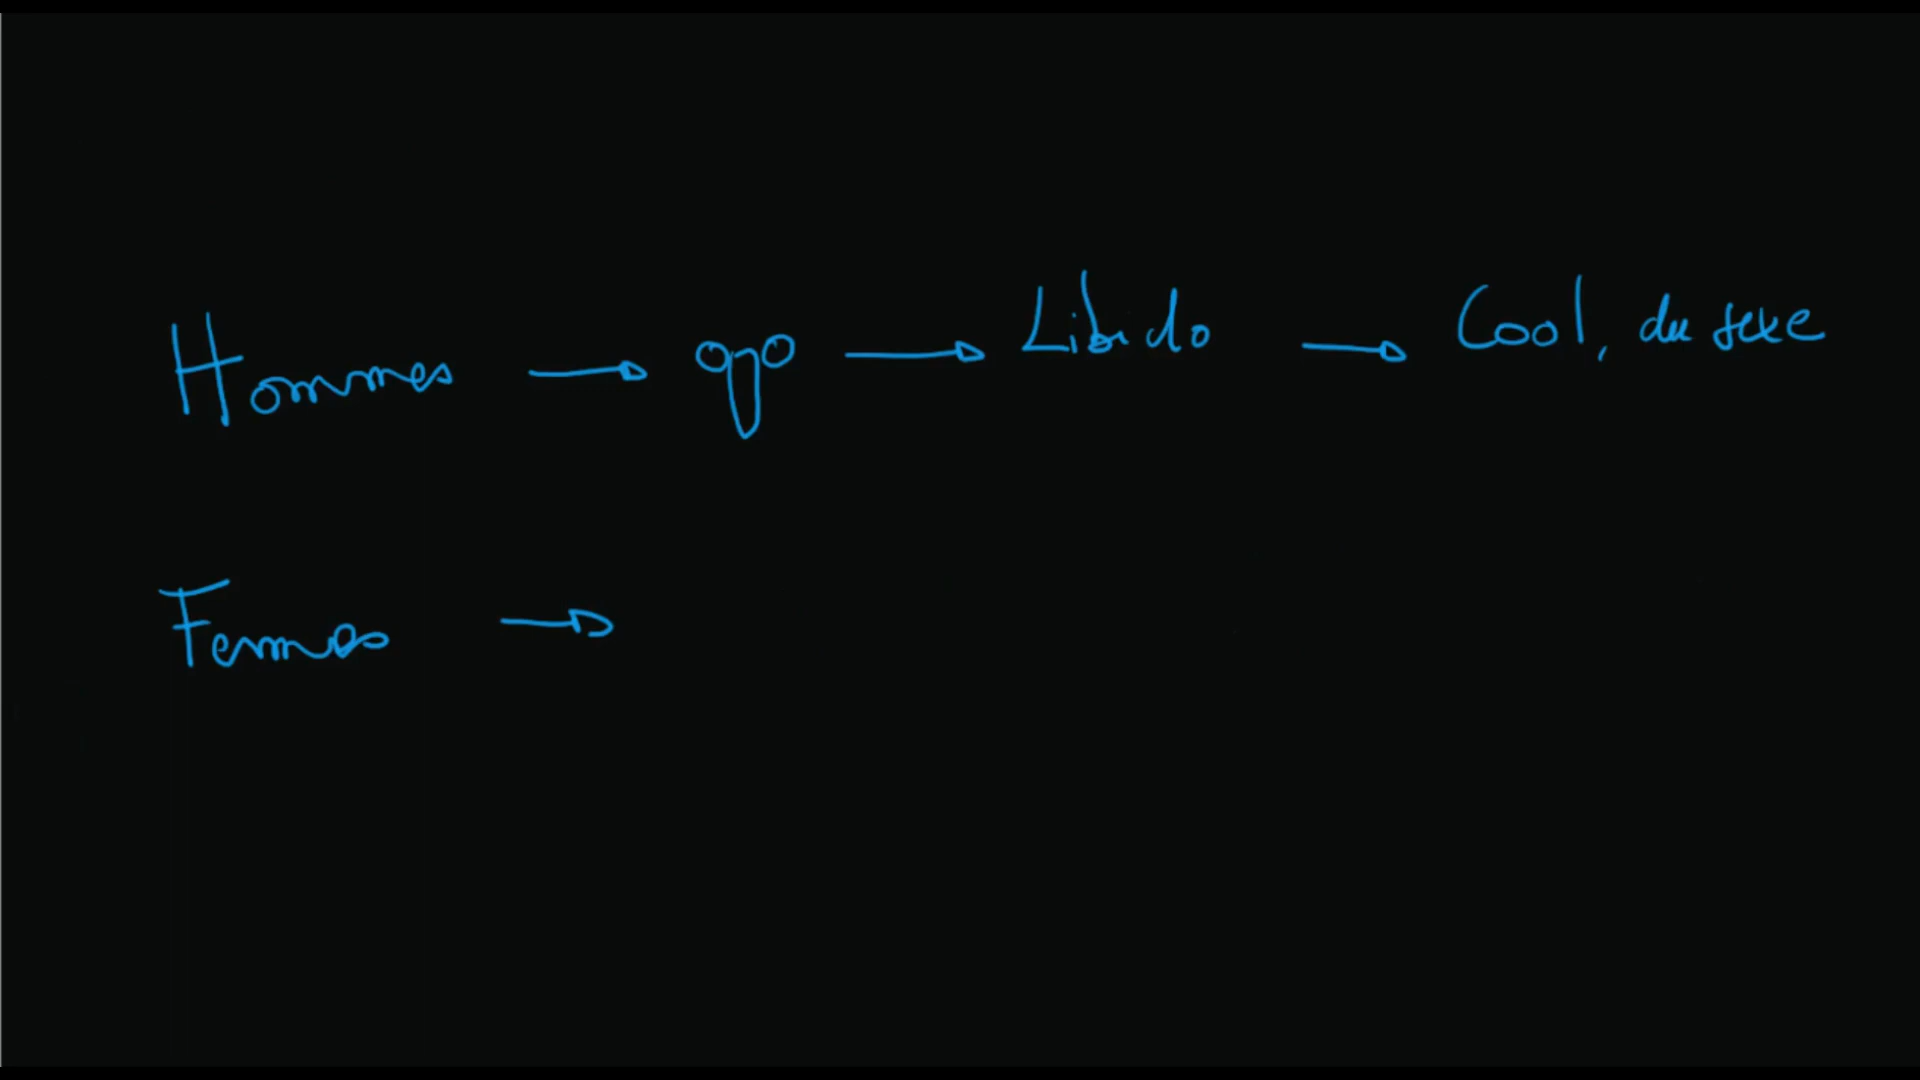 Hommes → → Libido → Cool, du sexe
Femmes →